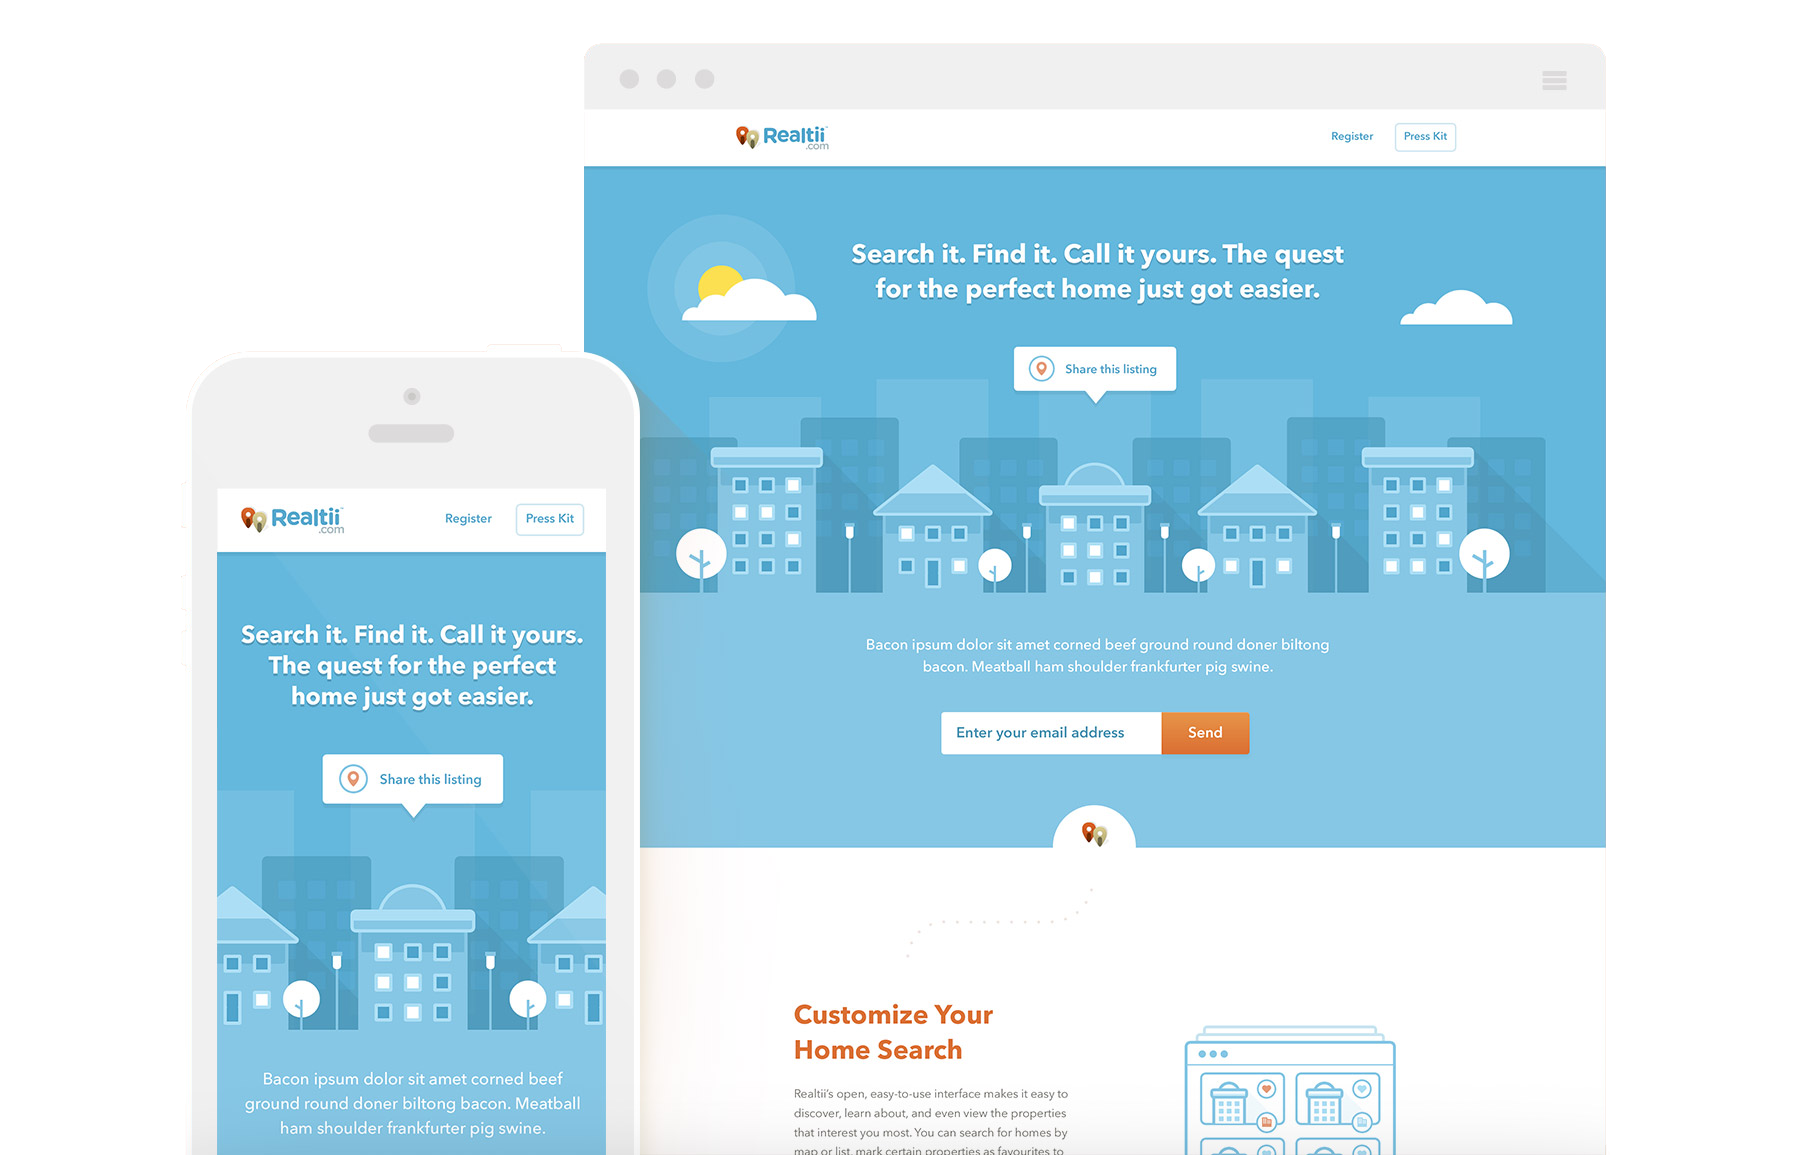 Realtii
.com
Register
Press Kit
Search it. Find it. Call it yours. The quest
for the perfect home just got easier.
Share this listing
Bacon ipsum dolor sit amet corned beef ground round doner biltong
bacon. Meatball ham shoulder frankfurter pig swine.
Enter your email address
Send
Customize Your
Home Search
Realtii's open, easy-to-use interface makes it easy to
discover, learn about, and even view the properties
that interest you most. You can search for homes by
map or list, mark certain properties as favourites to
Realtii
.com
Register
Press Kit
Search it. Find it. Call it yours.
The quest for the perfect
home just got easier.
Share this listing
Bacon ipsum dolor sit amet corned beef
ground round doner biltong bacon. Meatball
ham shoulder frankfurter pig swine.